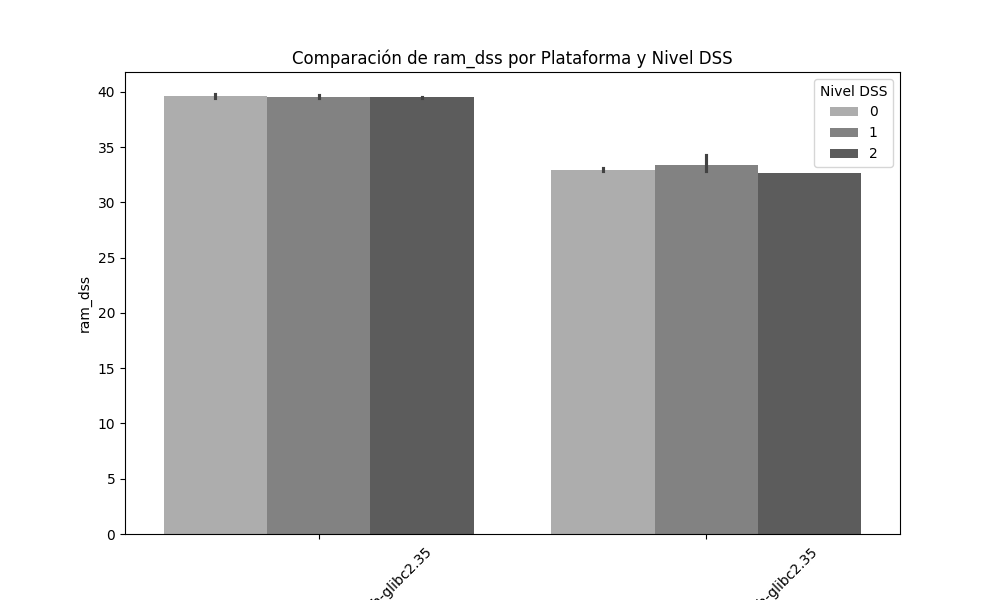 Comparación de ram_dss por Plataforma y Nivel DSS
Nivel DSS
0
1
2
40
35
30
25
20
15
10
5
0
ram_dss
-glibc2.35
-glibc2.35